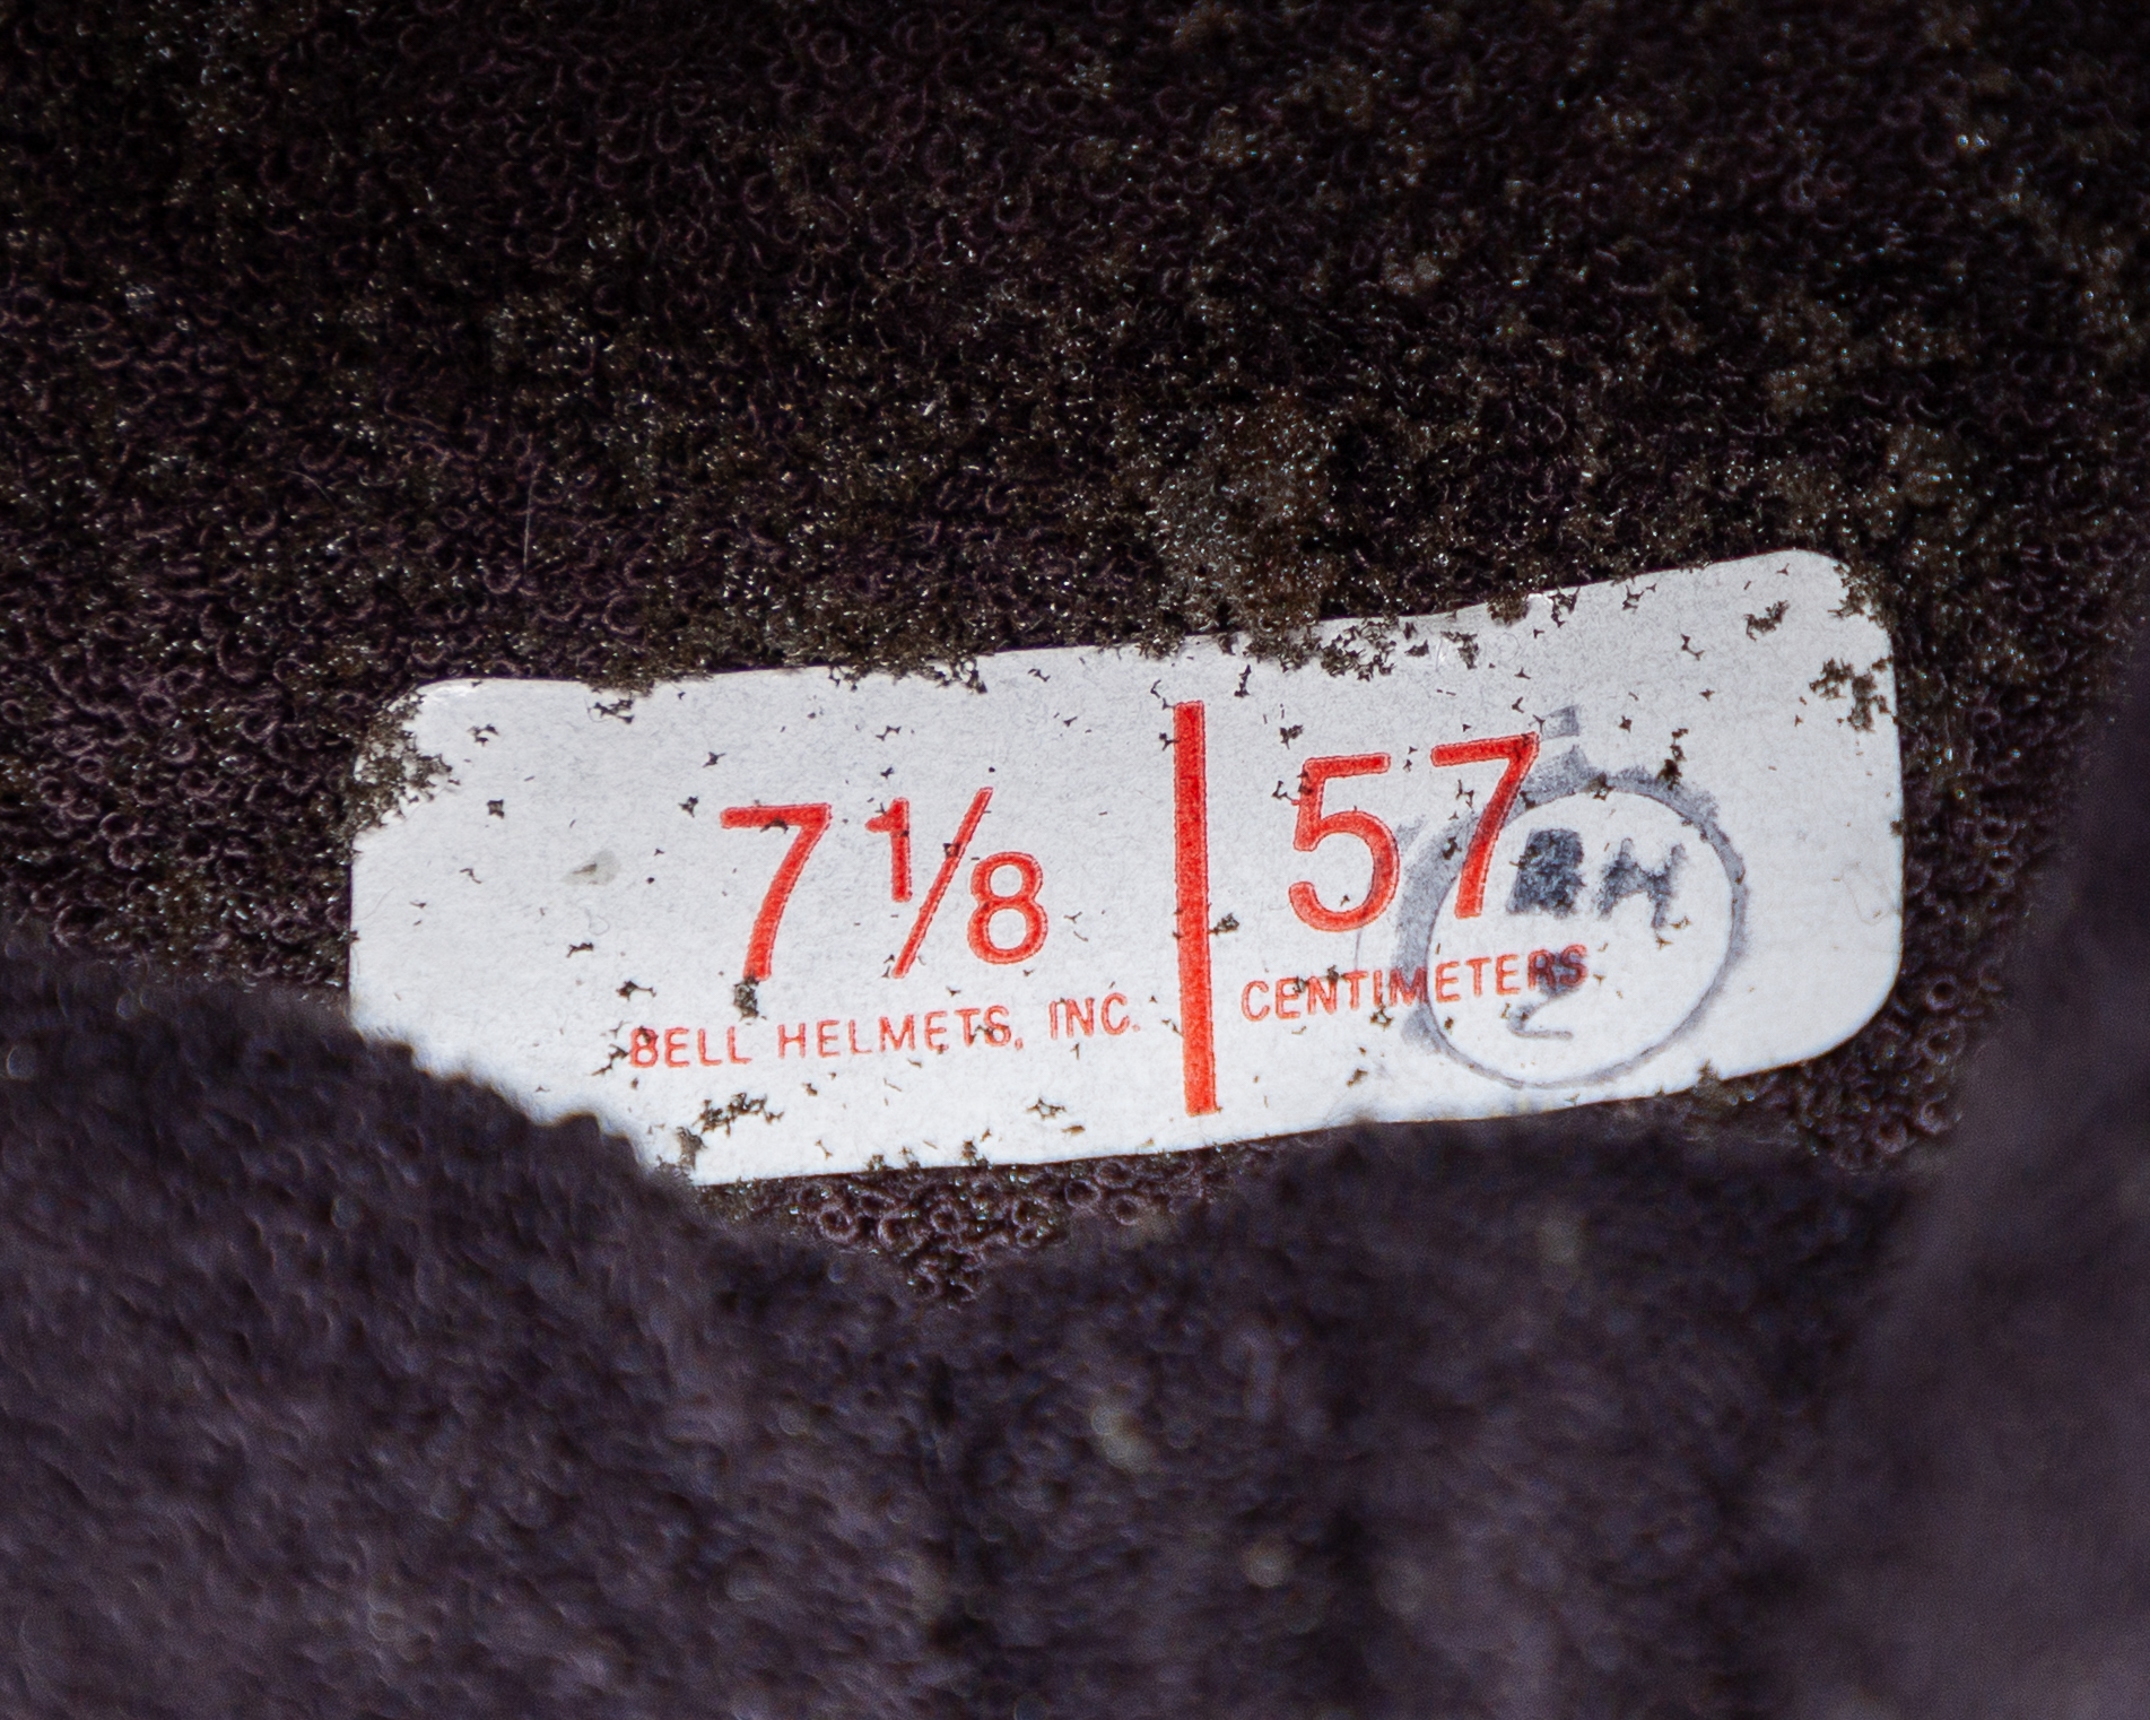 7 1/8 57
BELL HELMETS, INC. CENTIMETERS